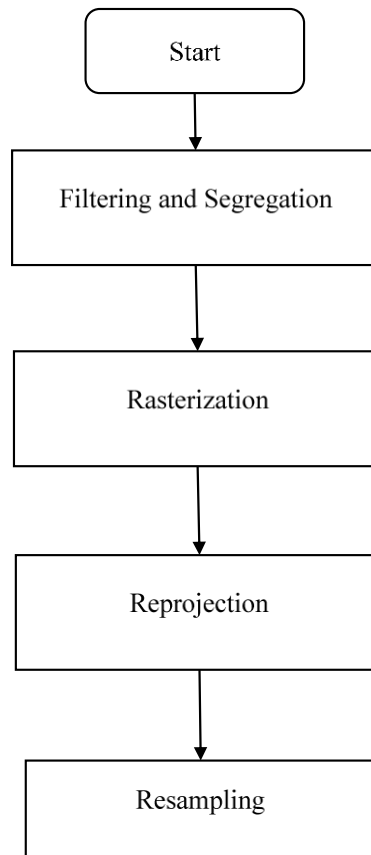 Start
Filtering and Segregation
Rasterization
Reprojection
Resampling